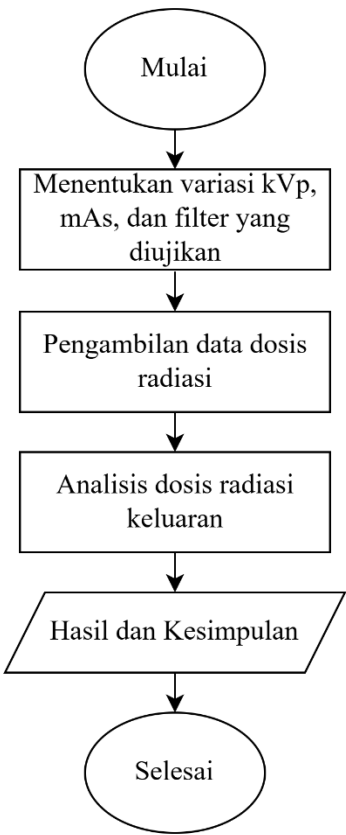 Mulai
Menentukan variasi kVp,
mAs, dan filter yang
diujikan
Pengambilan data dosis
radiasi
Analisis dosis radiasi
keluaran
Hasil dan Kesimpulan
Selesai